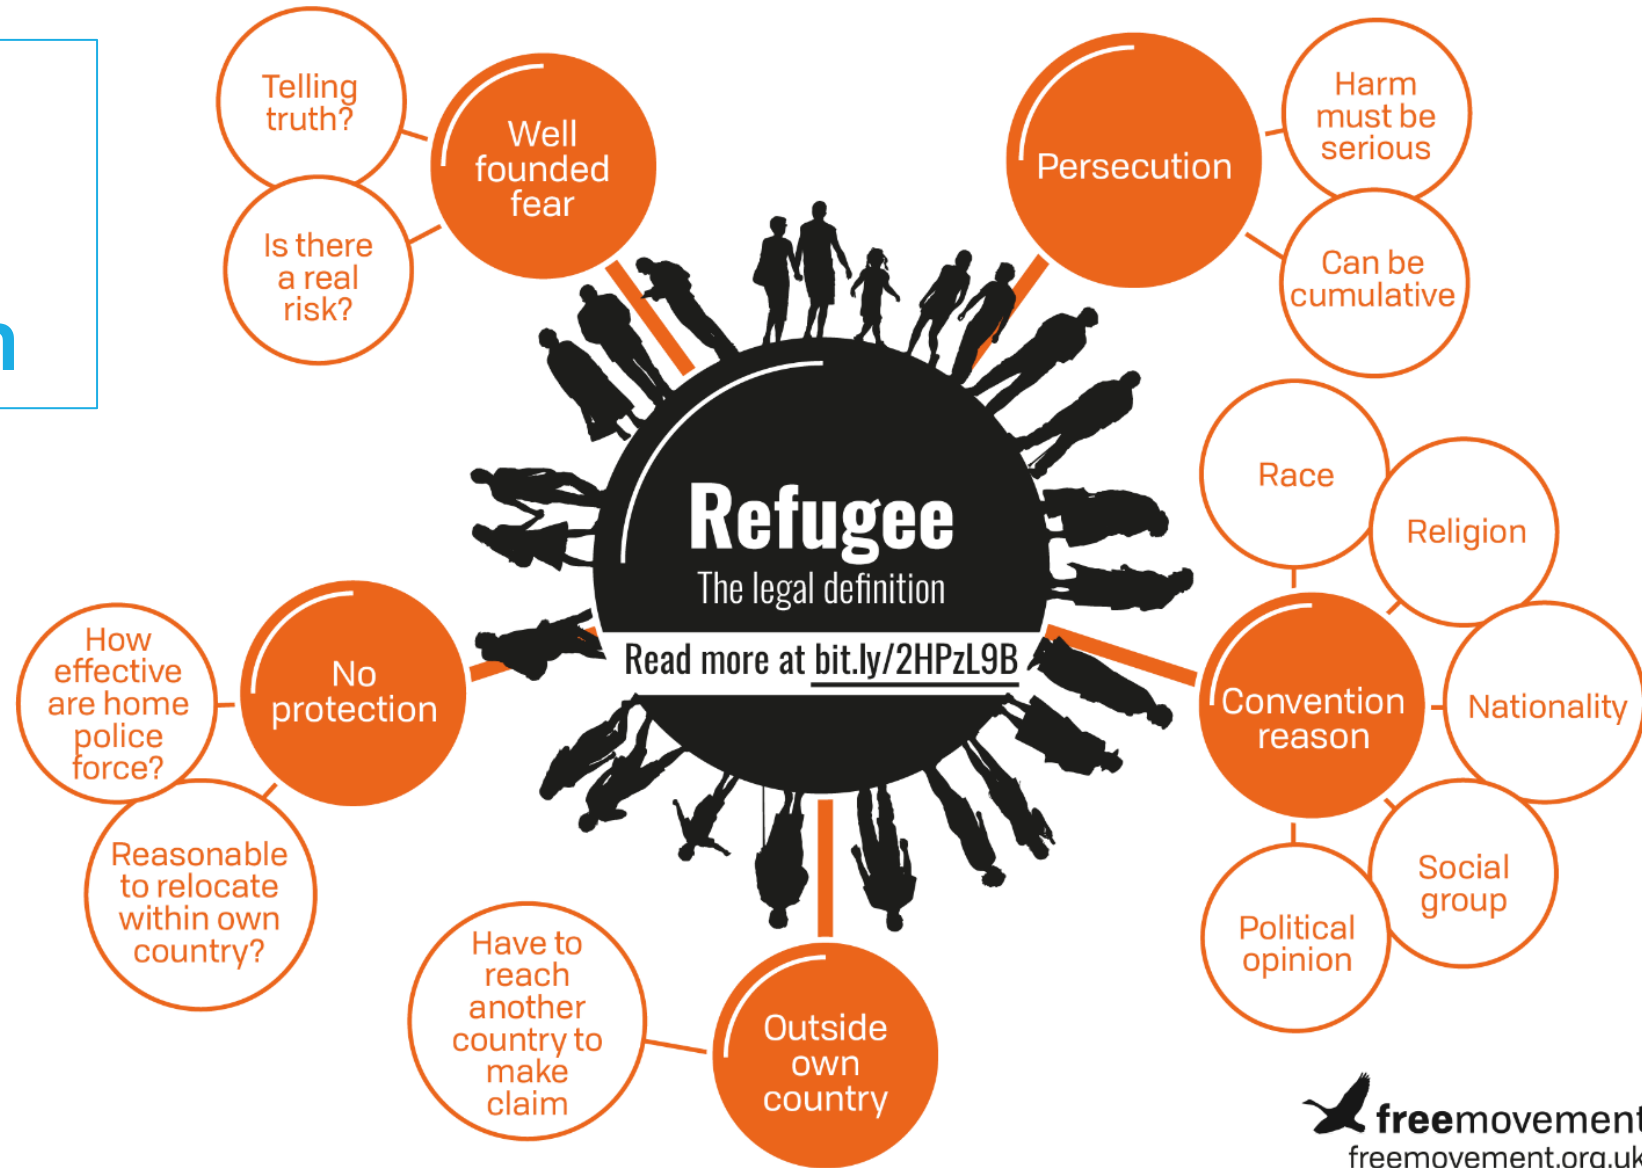 n
Telling
truth?
Is there
a real
risk?
Well
founded
fear
Persecution
Harm
must be
serious
Can be
cumulative
Refugee
The legal definition
Read more at bit.ly/2HPzL9B
Race
Religion
Nationality
Social
group
Political
opinion
Convention
reason
No
protection
How
effective
are home
police
force?
Reasonable
to relocate
within own
country?
Have to
reach
another
country to
make
claim
Outside
own
country
freemovement
freemovement.org.uk